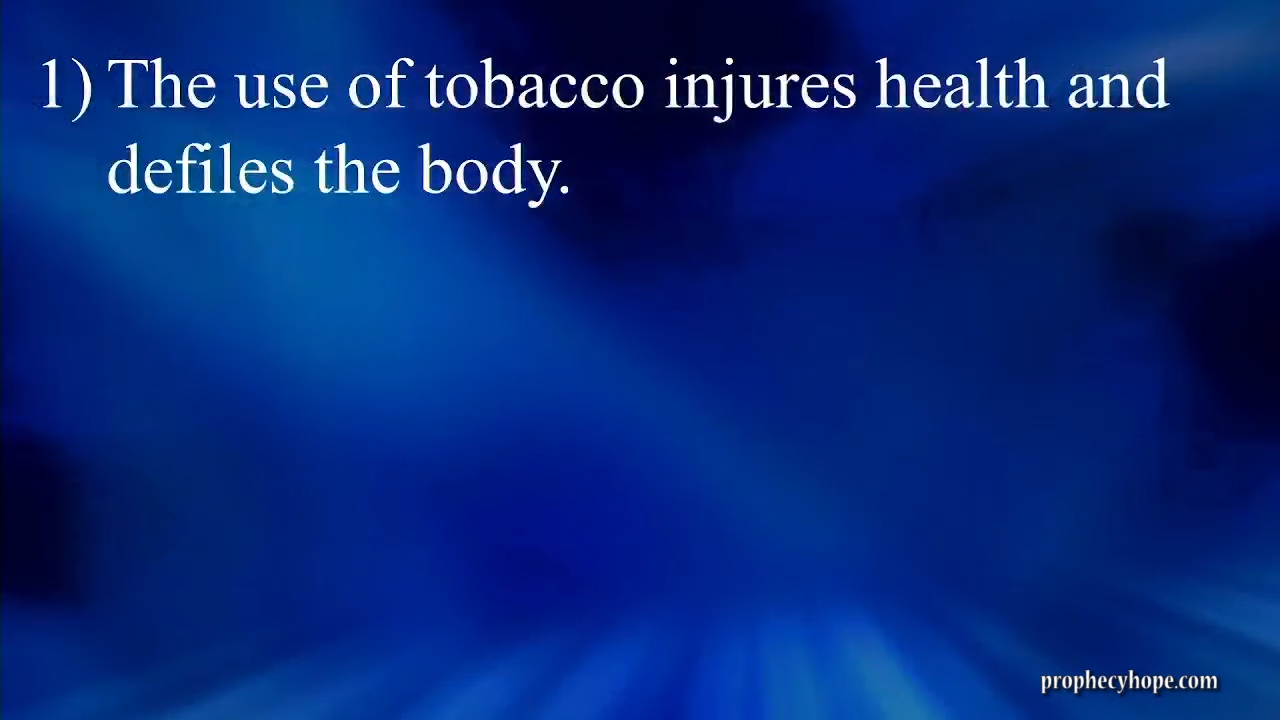 1) The use of tobacco injures health and
defiles the body.
prophecyhope.com